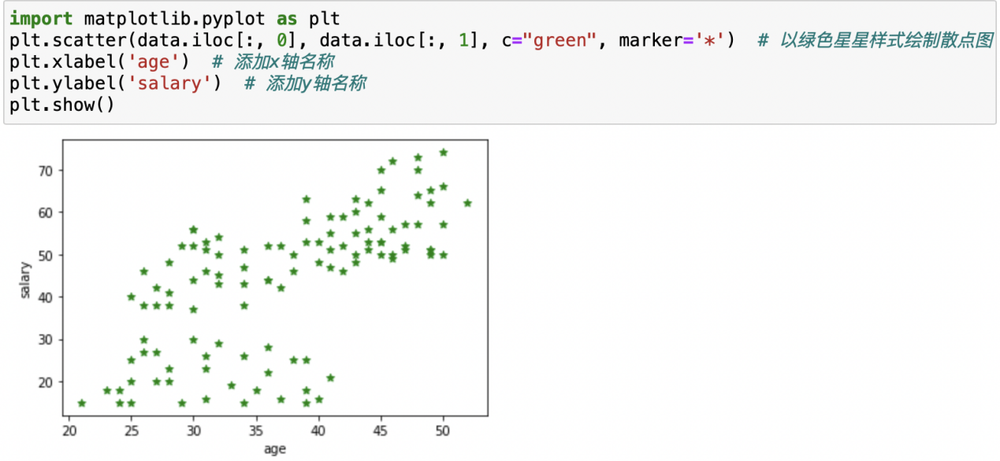 import matplotlib.pyplot as plt
plt.scatter(data.iloc[:, 0], data.iloc[:, 1], c="green", marker='*')  # 以绿色星星样式绘制散点图
plt.xlabel('age')  # 添加x轴名称
plt.ylabel('salary')  # 添加y轴名称
plt.show()
70
60
50
40
30
20
salary
20 25 30 35 40 45 50
age